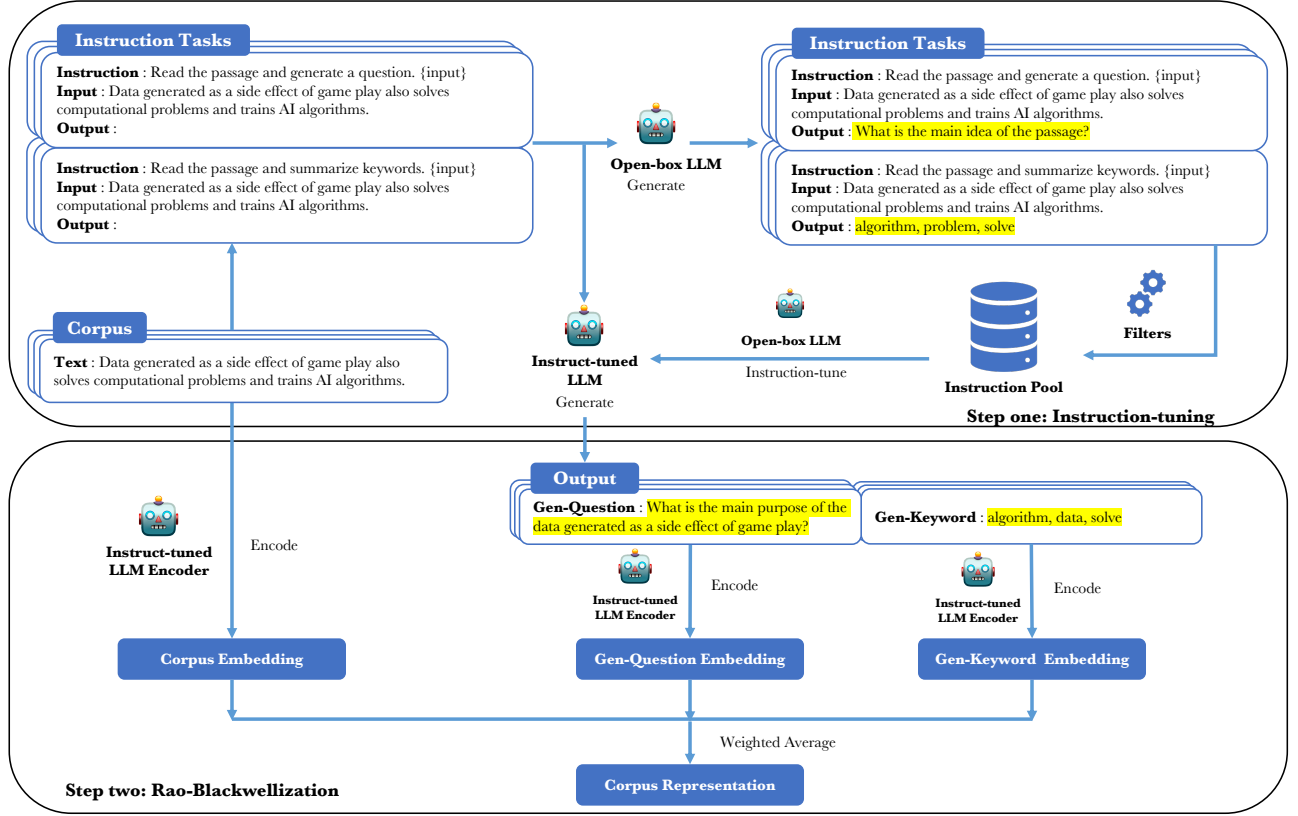 Instruction Tasks
Instruction : Read the passage and generate a question. {input}
Input : Data generated as a side effect of game play also solves
computational problems and trains AI algorithms.
Output :
Instruction : Read the passage and summarize keywords. {input}
Input : Data generated as a side effect of game play also solves
computational problems and trains AI algorithms.
Output :
Open-box LLM
Generate
Instruction Tasks
Instruction : Read the passage and generate a question. {input}
Input : Data generated as a side effect of game play also solves
computational problems and trains AI algorithms.
Output : What is the main idea of the passage?
Instruction : Read the passage and summarize keywords. {input}
Input : Data generated as a side effect of game play also solves
computational problems and trains AI algorithms.
Output : algorithm, problem, solve
Corpus
Text : Data generated as a side effect of game play also
solves computational problems and trains AI algorithms.
Instruct-tuned
LLM
Generate
Open-box LLM
Instruction-tune
Instruction Pool
Filters
Step one: Instruction-tuning
Instruct-tuned
LLM Encoder
Encode
Output
Gen-Question : What is the main purpose of the
data generated as a side effect of game play?
Gen-Keyword : algorithm, data, solve
Instruct-tuned
LLM Encoder
Encode
Instruct-tuned
LLM Encoder
Encode
Corpus Embedding
Gen-Question Embedding
Gen-Keyword Embedding
Weighted Average
Corpus Representation
Step two: Rao-Blackwellization